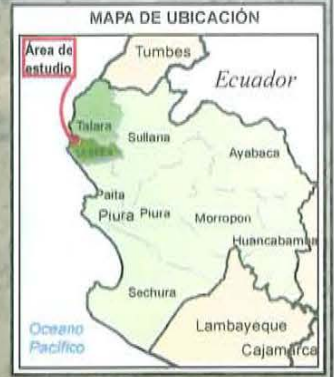 MAPA DE UBICACIÓN
Área de
estudio
Tumbes
Ecuador
Talara
Sullana
Ayabaca
Paita
Piura
Piura
Morropon
Huancabamba
Sechura
Oceano
Pacífico
Lambayeque
Cajamarca